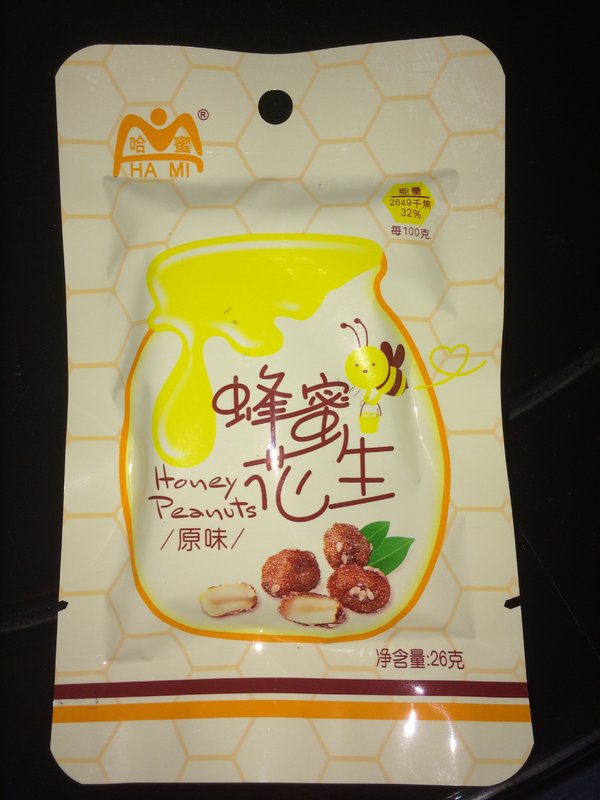 哈蜜®
HA MI
能量
2649千焦
32%
每100克
蜂蜜
花生
Honey
Peanuts
/原味/
净含量:26克